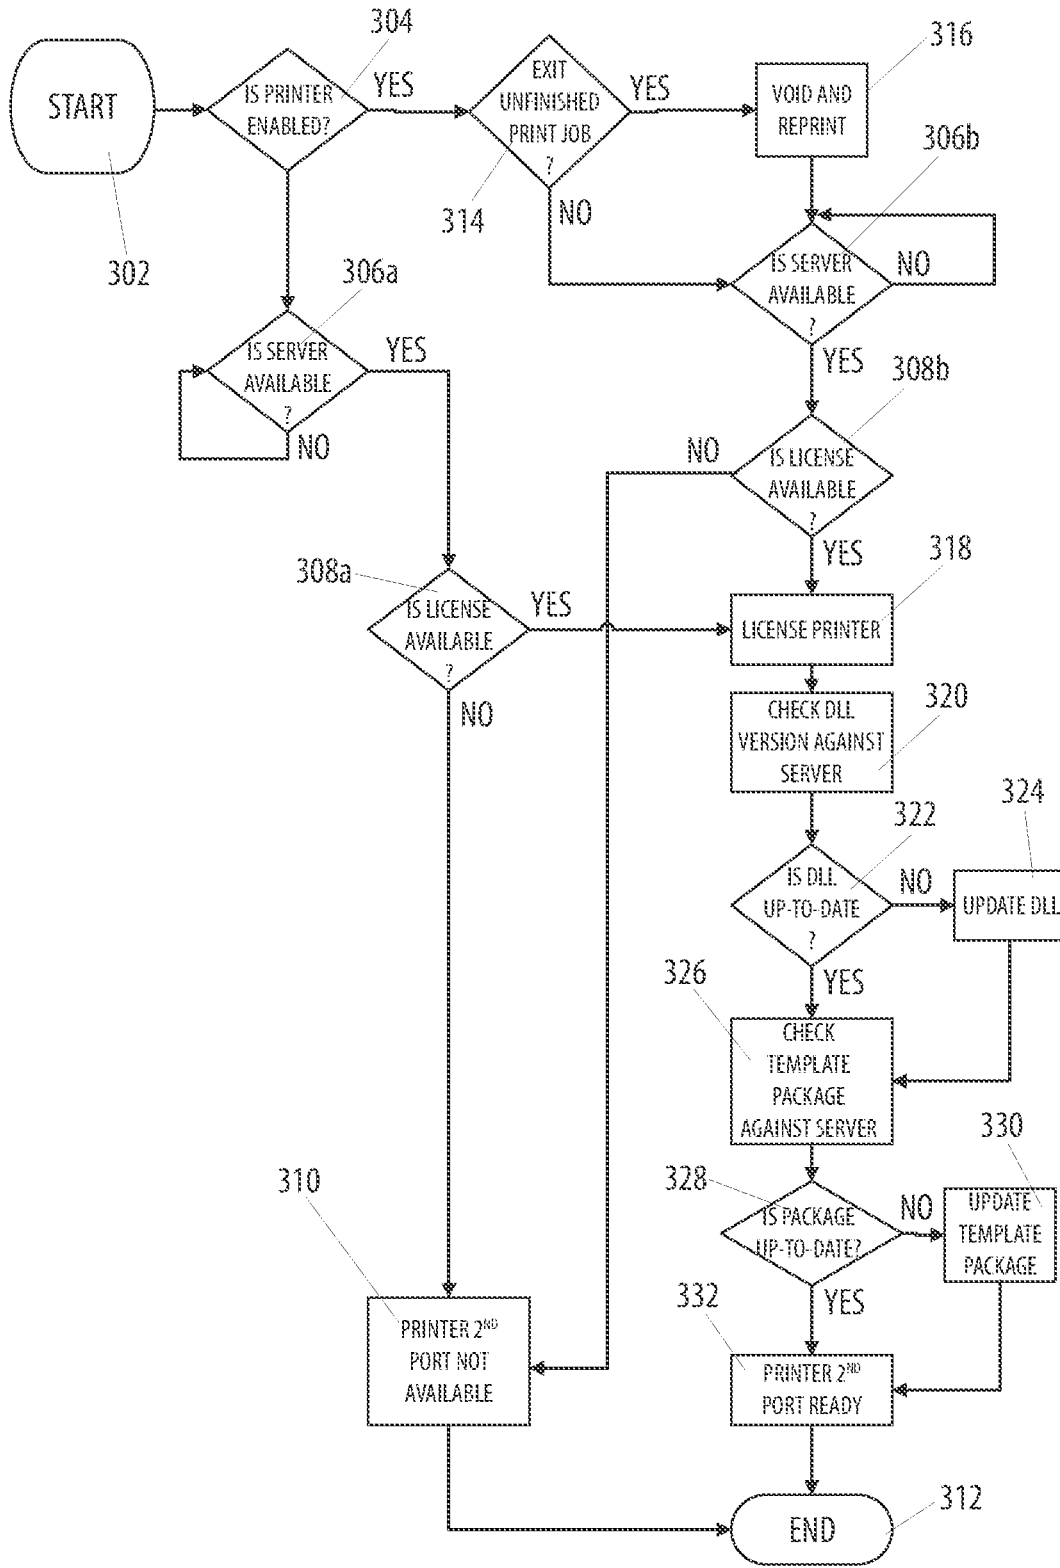 304
316
START
IS PRINTER
ENABLED?
YES
EXIT
UNFINISHED
PRINT JOB
?
YES
VOID AND
REPRINT
306b
314
NO
302
306a
IS SERVER
AVAILABLE
?
NO
IS SERVER
AVAILABLE
?
YES
YES
308b
NO
NO
IS LICENSE
AVAILABLE
?
YES
318
308a
IS LICENSE
AVAILABLE
?
YES
LICENSE PRINTER
NO
320
CHECK DLL
VERSION AGAINST
SERVER
324
322
IS DLL
UP-TO-DATE
?
NO
UPDATE DLL
326
YES
CHECK
TEMPLATE
PACKAGE
AGAINST SERVER
330
310
328
IS PACKAGE
UP-TO-DATE?
NO
UPDATE
TEMPLATE
PACKAGE
332
YES
PRINTER 2ND
PORT NOT
AVAILABLE
PRINTER 2ND
PORT READY
312
END